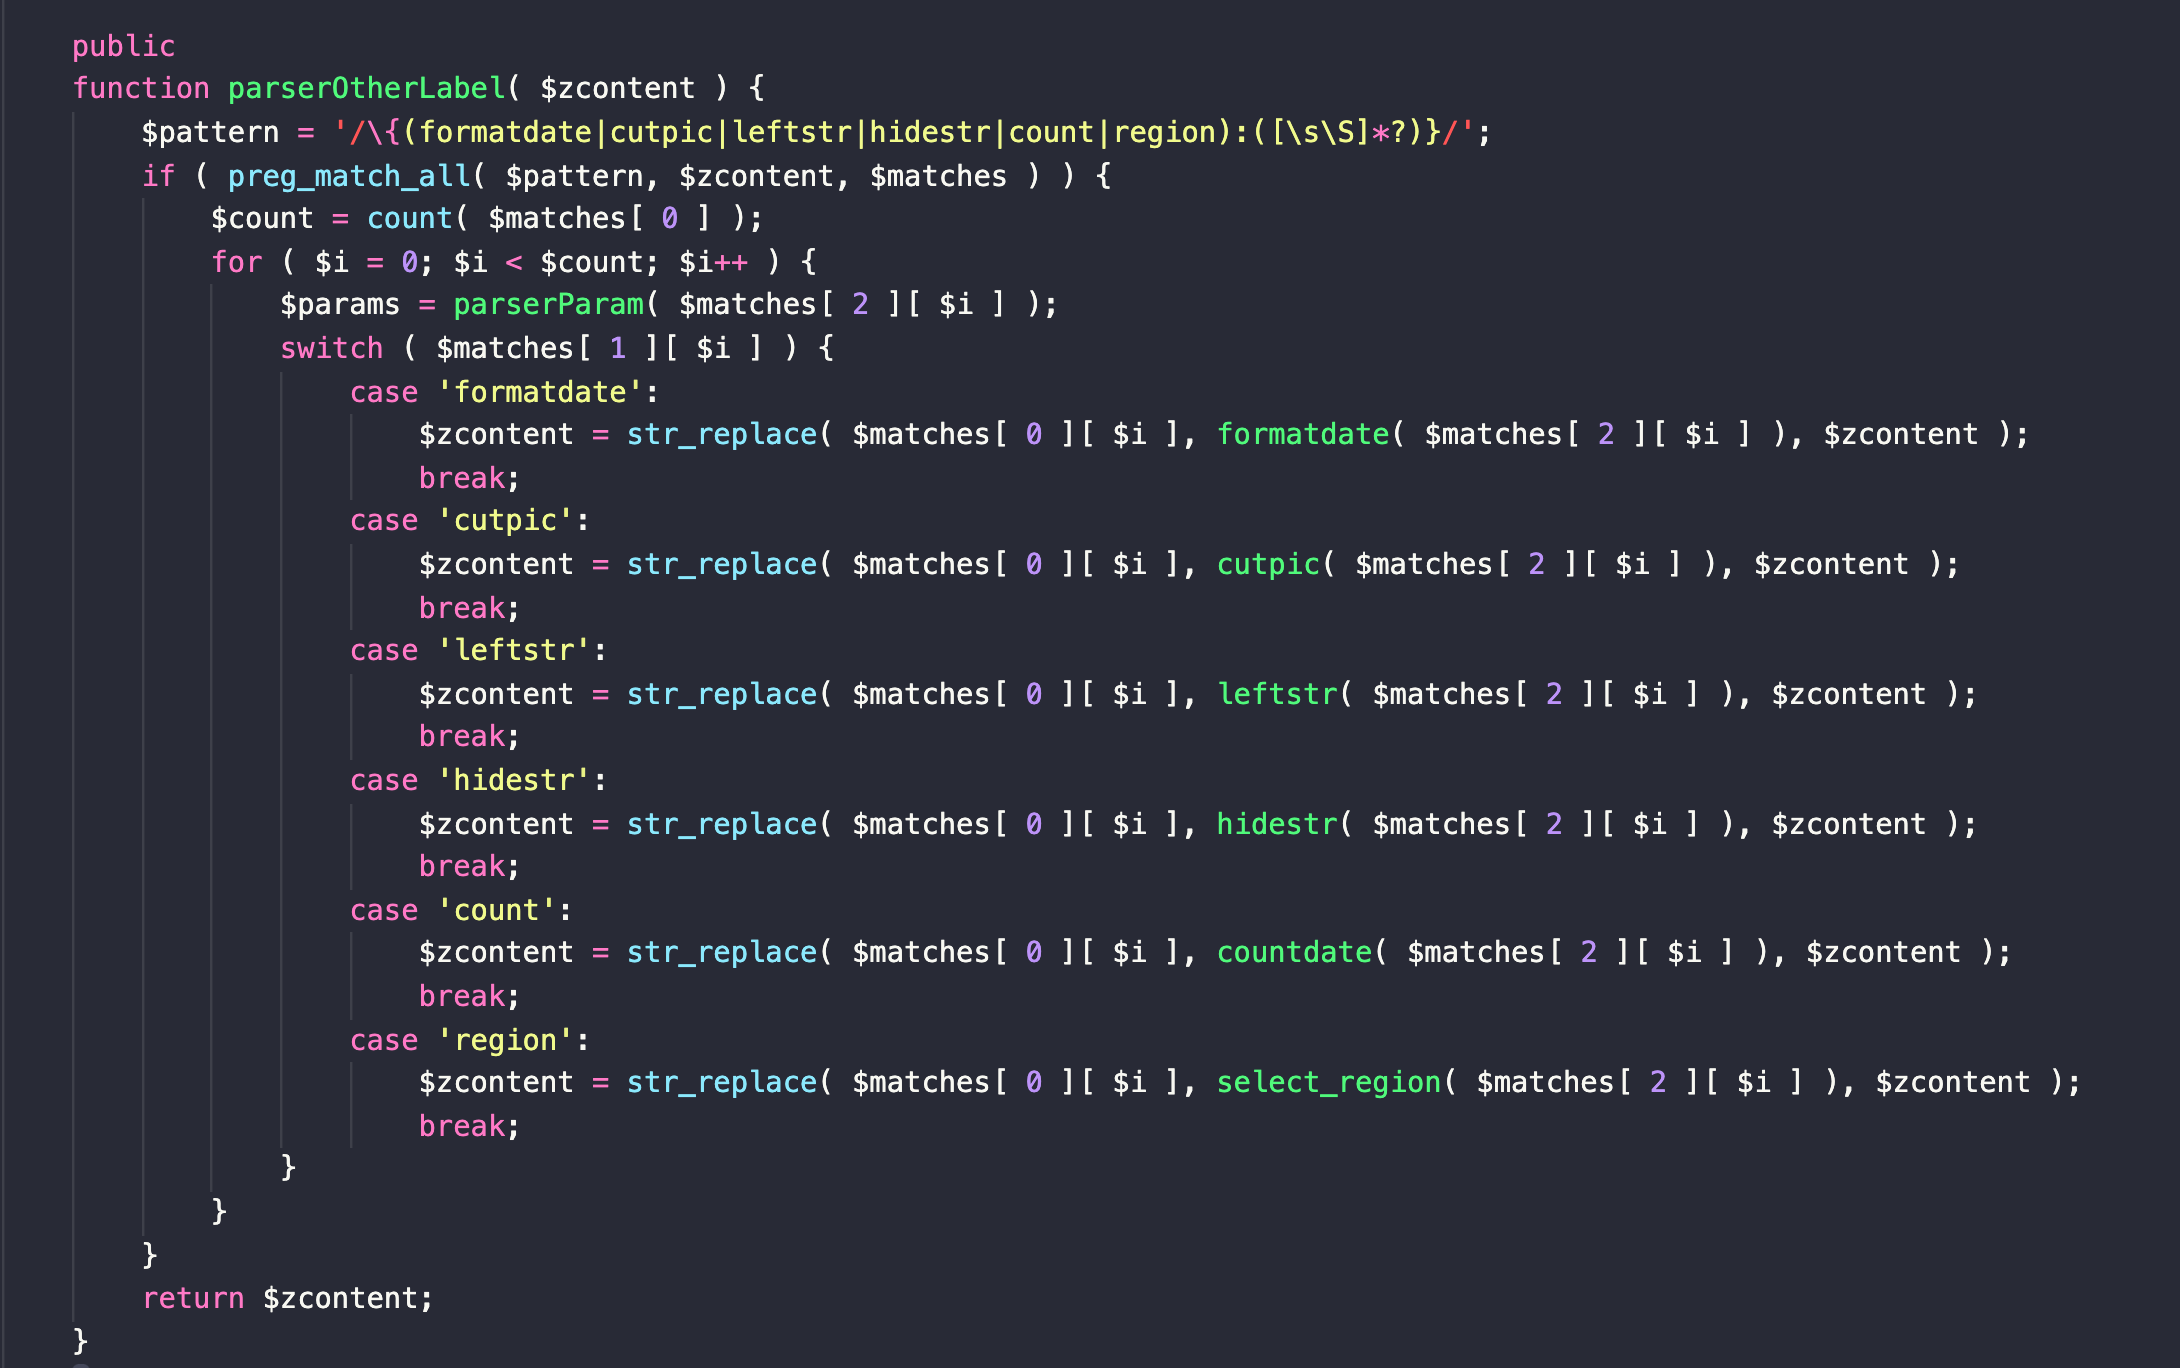 public
function parserOtherLabel( $zcontent ) {
    $pattern = '/\{(formatdate|cutpic|leftstr|hidestr|count|region):([\s\S]*?)}/';
    if ( preg_match_all( $pattern, $zcontent, $matches ) ) {
        $count = count( $matches[ 0 ] );
        for ( $i = 0; $i < $count; $i++ ) {
            $params = parserParam( $matches[ 2 ][ $i ] );
            switch ( $matches[ 1 ][ $i ] ) {
                case 'formatdate':
                    $zcontent = str_replace( $matches[ 0 ][ $i ], formatdate( $matches[ 2 ][ $i ] ), $zcontent );
                    break;
                case 'cutpic':
                    $zcontent = str_replace( $matches[ 0 ][ $i ], cutpic( $matches[ 2 ][ $i ] ), $zcontent );
                    break;
                case 'leftstr':
                    $zcontent = str_replace( $matches[ 0 ][ $i ], leftstr( $matches[ 2 ][ $i ] ), $zcontent );
                    break;
                case 'hidestr':
                    $zcontent = str_replace( $matches[ 0 ][ $i ], hidestr( $matches[ 2 ][ $i ] ), $zcontent );
                    break;
                case 'count':
                    $zcontent = str_replace( $matches[ 0 ][ $i ], countdate( $matches[ 2 ][ $i ] ), $zcontent );
                    break;
                case 'region':
                    $zcontent = str_replace( $matches[ 0 ][ $i ], select_region( $matches[ 2 ][ $i ] ), $zcontent );
                    break;
            }
        }
    }
    return $zcontent;
}